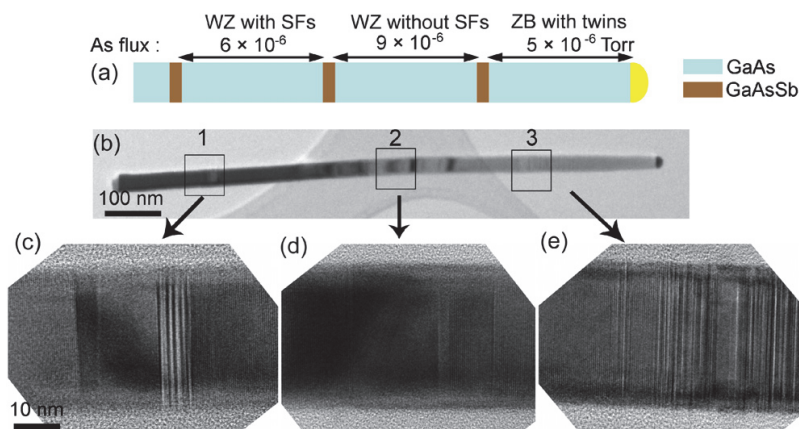 WZ with SFs WZ without SFs ZB with twins
As flux : 6 × 10⁻⁶ 9 × 10⁻⁶ 5 × 10⁻⁶ Torr
(a)
GaAs
GaAsSb
(b) 1 2 3
100 nm
(c) (d) (e)
10 nm